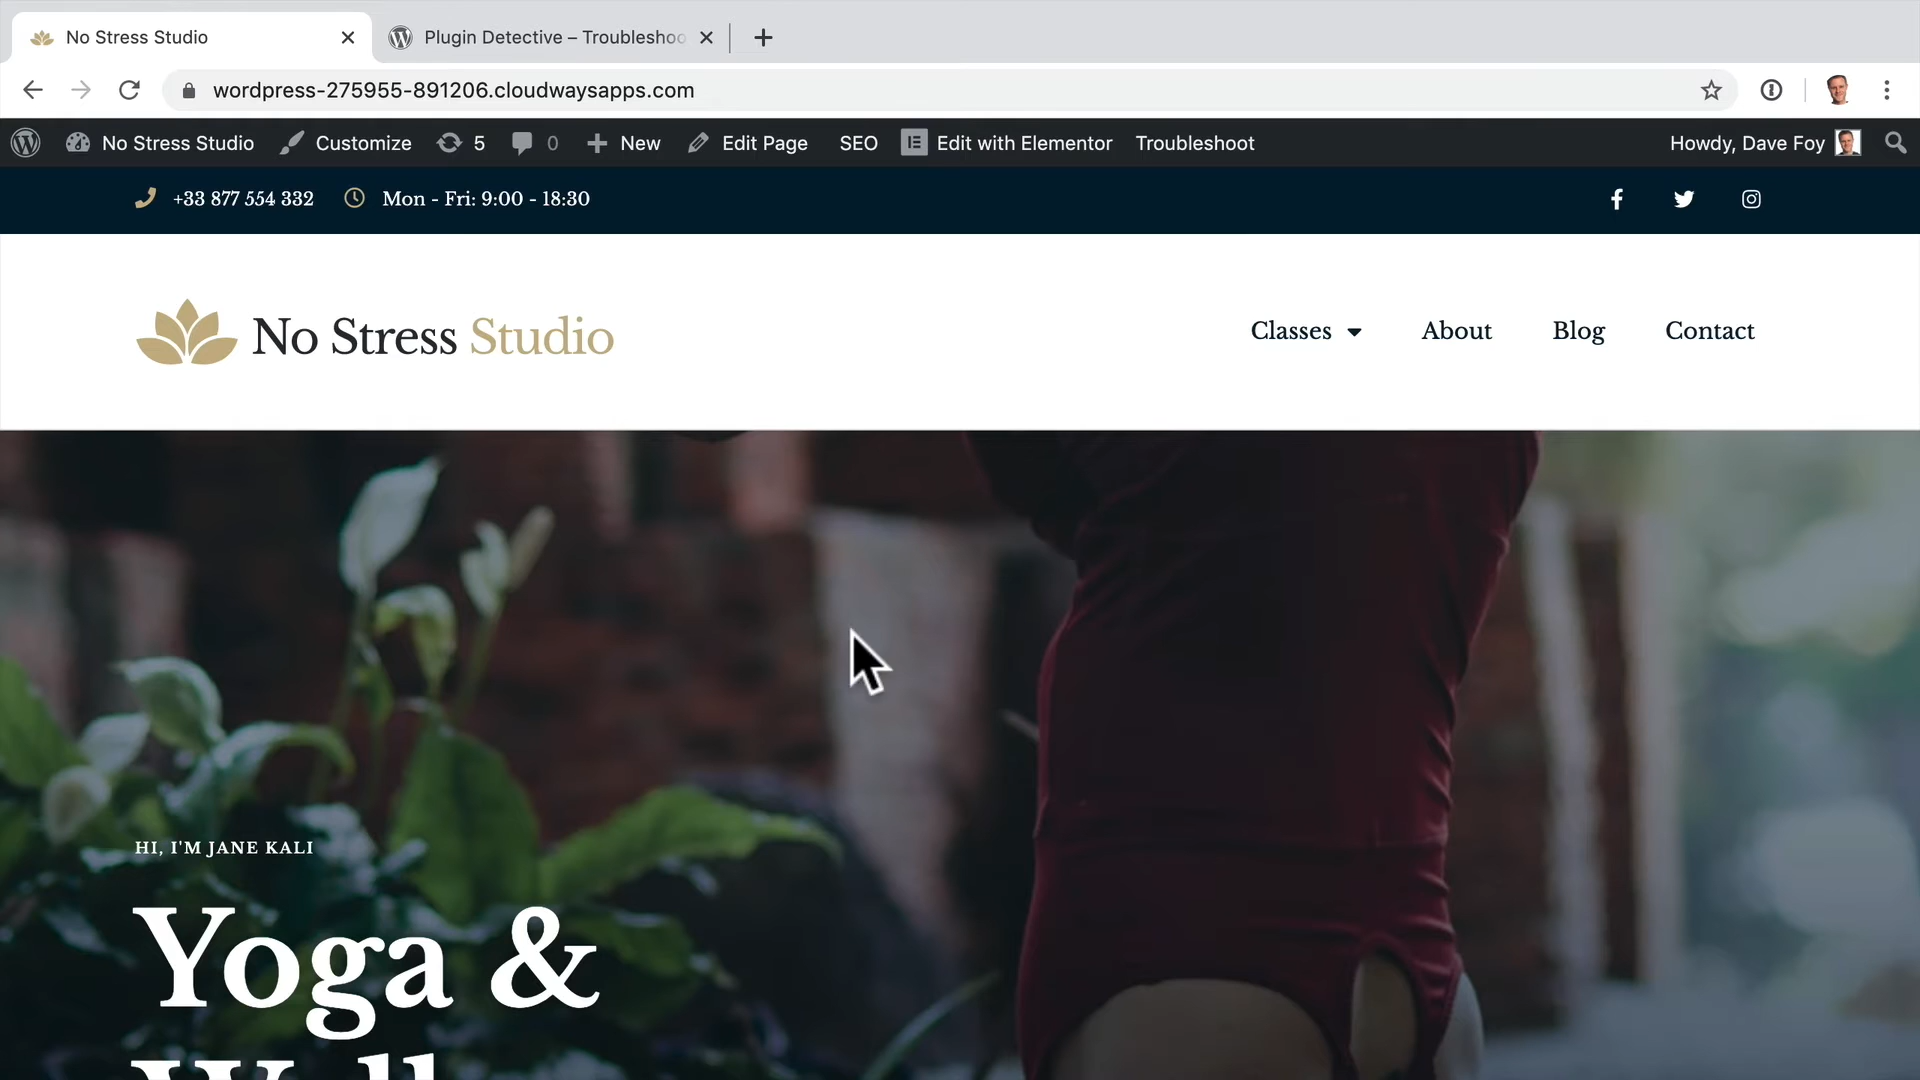 No Stress Studio
Plugin Detective – Troubleshoo
wordpress-275955-891206.cloudwaysapps.com
No Stress Studio Customize 5 0 New Edit Page SEO Edit with Elementor Troubleshoot Howdy, Dave Foy
+33 877 554 332 Mon - Fri: 9:00 - 18:30
No Stress Studio
Classes About Blog Contact
HI, I'M JANE KALI
Yoga &